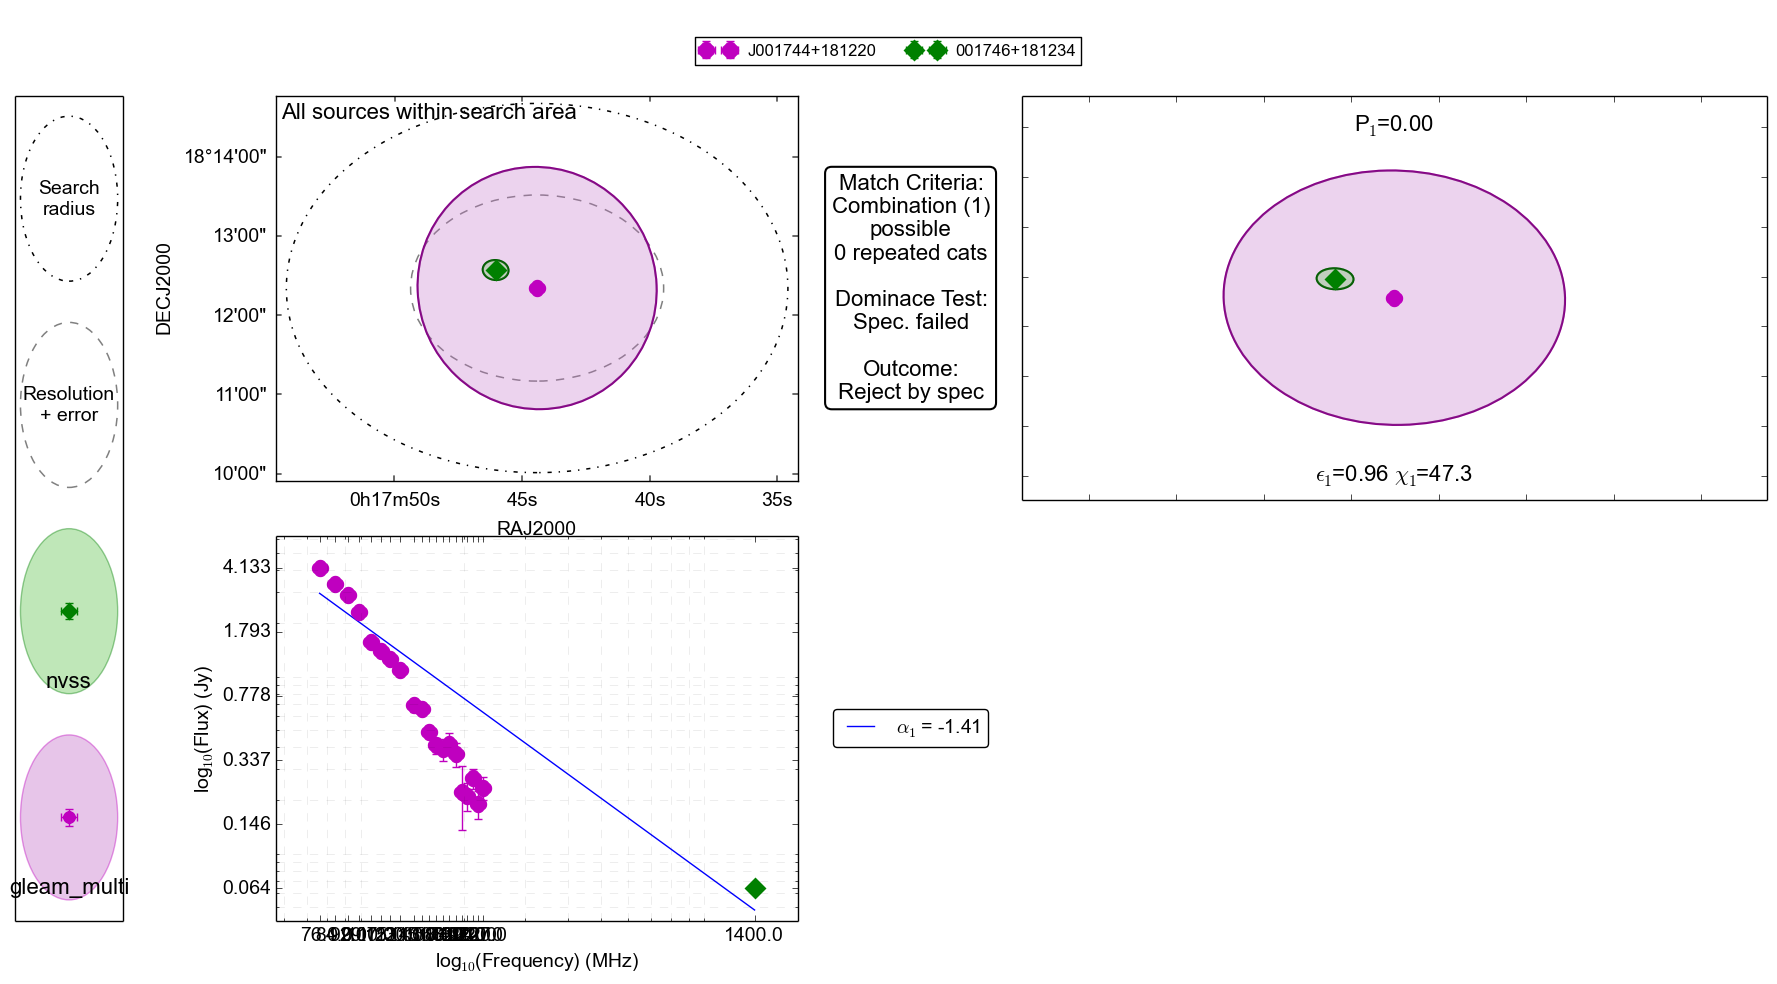 J001744+181220
001746+181234
Search
radius
Resolution
+ error
nvss
gleam_multi
All sources within search area
DECJ2000
18°14'00"
13'00"
12'00"
11'00"
10'00"
0h17m50s
45s
40s
35s
RAJ2000
Match Criteria:
Combination (1)
possible
0 repeated cats
Dominace Test:
Spec. failed
Outcome:
Reject by spec
P₁=0.00
ϵ₁=0.96 χ₁=47.3
log₁₀(Flux) (Jy)
4.133
1.793
0.778
0.337
0.146
0.064
1400.0
log₁₀(Frequency) (MHz)
α₁ = -1.41